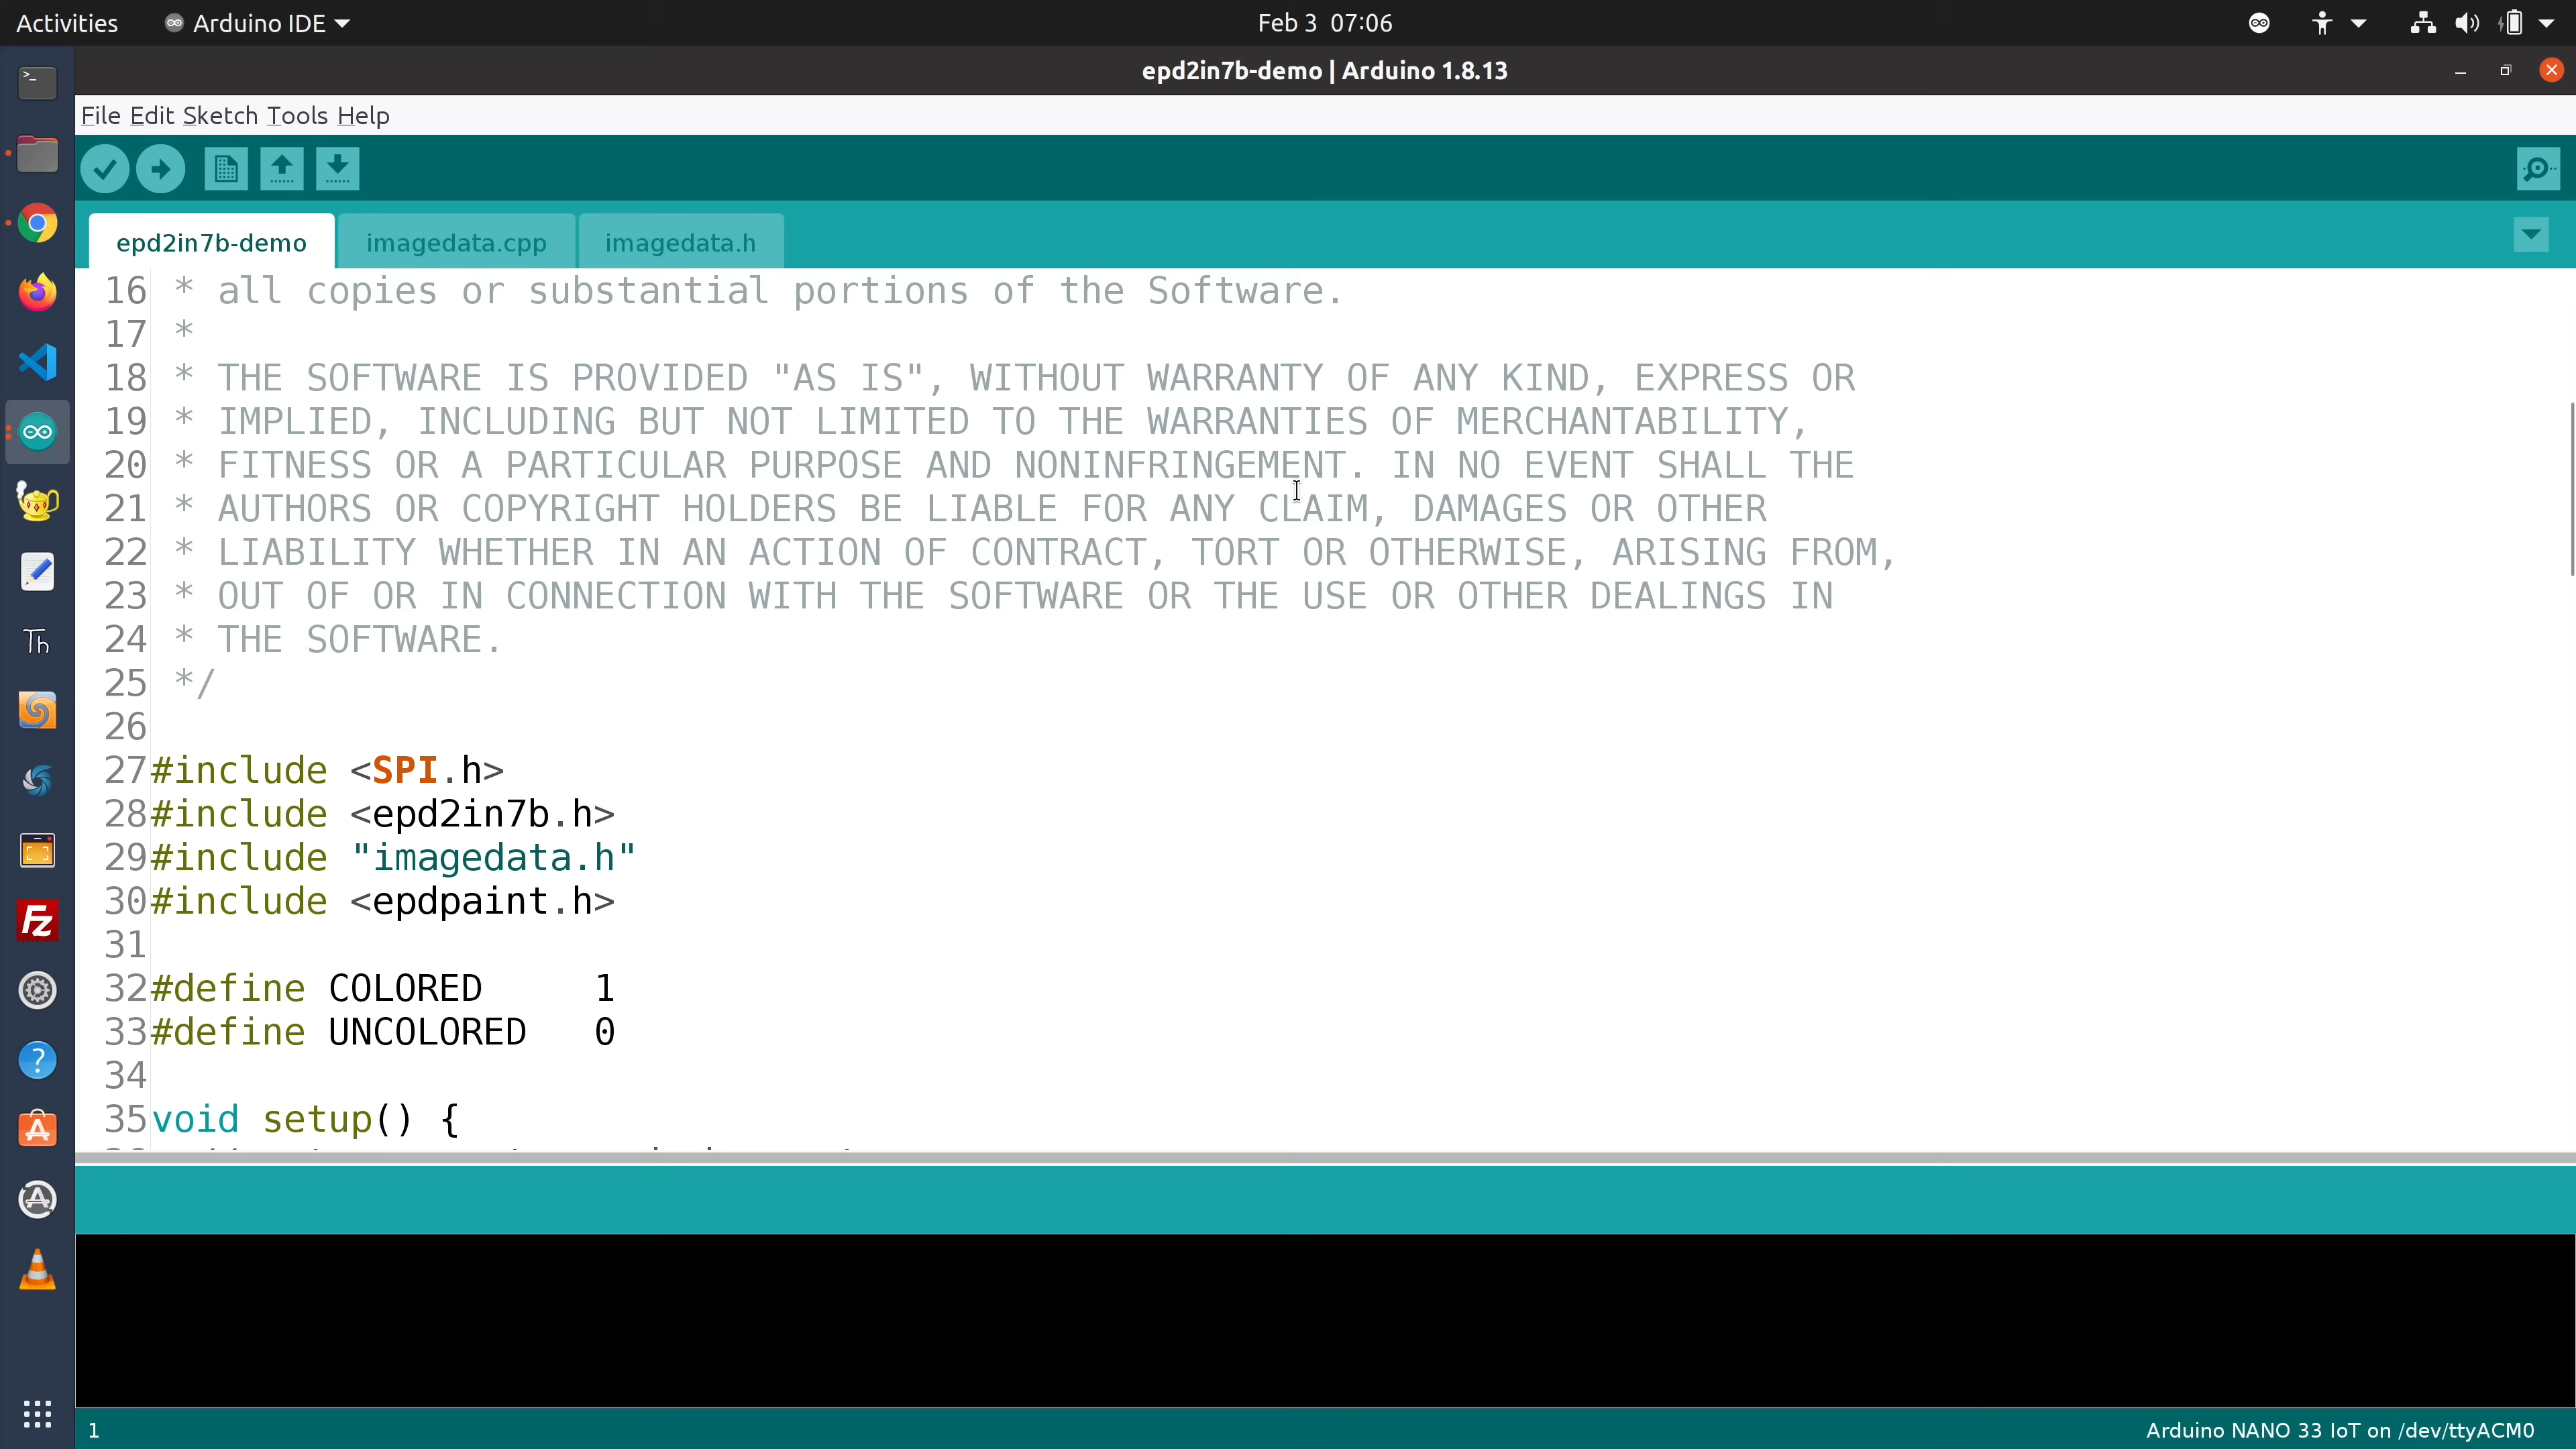 Activities Arduino IDE Feb 3 07:06
epd2in7b-demo | Arduino 1.8.13
File Edit Sketch Tools Help
epd2in7b-demo imagedata.cpp imagedata.h
16 * all copies or substantial portions of the Software.
17 *
18 * THE SOFTWARE IS PROVIDED "AS IS", WITHOUT WARRANTY OF ANY KIND, EXPRESS OR
19 * IMPLIED, INCLUDING BUT NOT LIMITED TO THE WARRANTIES OF MERCHANTABILITY,
20 * FITNESS OR A PARTICULAR PURPOSE AND NONINFRINGEMENT. IN NO EVENT SHALL THE
21 * AUTHORS OR COPYRIGHT HOLDERS BE LIABLE FOR ANY CLAIM, DAMAGES OR OTHER
22 * LIABILITY WHETHER IN AN ACTION OF CONTRACT, TORT OR OTHERWISE, ARISING FROM,
23 * OUT OF OR IN CONNECTION WITH THE SOFTWARE OR THE USE OR OTHER DEALINGS IN
24 * THE SOFTWARE.
25 */
26
27 #include <SPI.h>
28 #include <epd2in7b.h>
29 #include "imagedata.h"
30 #include <epdpaint.h>
31
32 #define COLORED 1
33 #define UNCOLORED 0
34
35 void setup() {
Th
Fz
1 Arduino NANO 33 IoT on /dev/ttyACM0